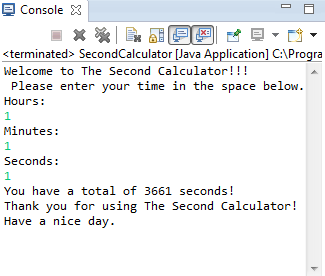 Console
<terminated> SecondCalculator [Java Application] C:\Progra
Welcome to The Second Calculator!!!
 Please enter your time in the space below.
Hours:
1
Minutes:
1
Seconds:
1
You have a total of 3661 seconds!
Thank you for using The Second Calculator!
Have a nice day.